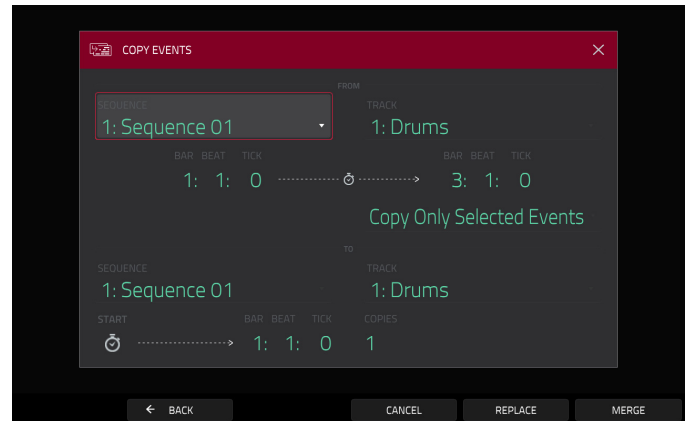 COPY EVENTS
FROM
SEQUENCE TRACK
1: Sequence 01 1: Drums
BAR BEAT TICK BAR BEAT TICK
1: 1: 0 3: 1: 0
Copy Only Selected Events
TO
SEQUENCE TRACK
1: Sequence 01 1: Drums
START BAR BEAT TICK COPIES
1: 1: 0 1
BACK CANCEL REPLACE MERGE